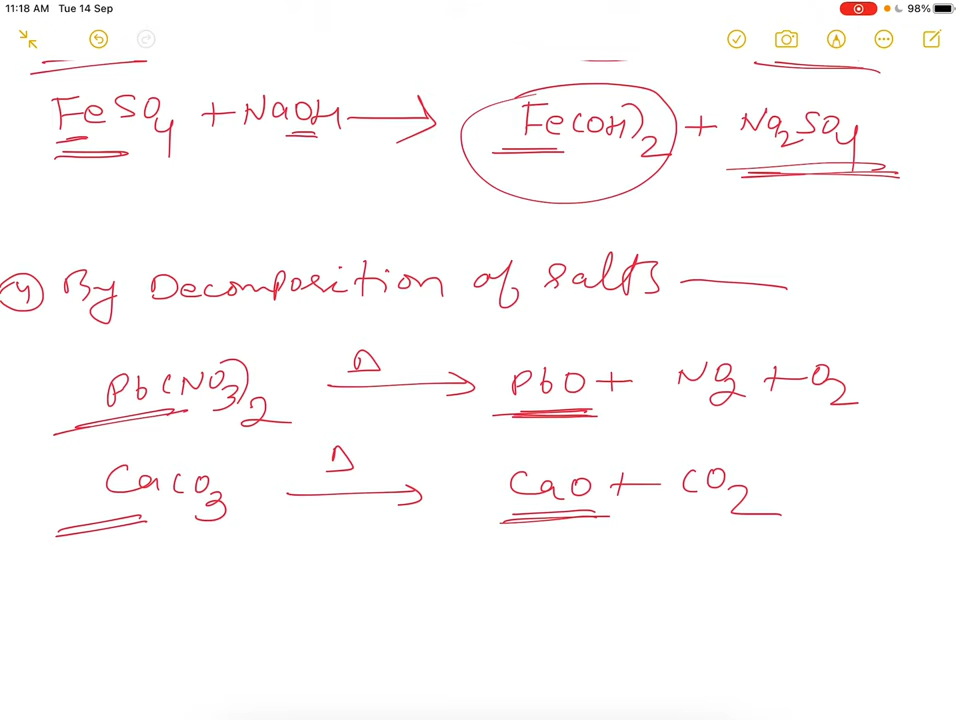 11:18 AM Tue 14 Sep 98%
FeSO4 + NaOH ⟶ Fe(OH)2 + Na2SO4
(4) By Decomposition of salts —
Pb(NO3)2 ⟶ Δ PbO + NO2 + O2
CaCO3 ⟶ Δ CaO + CO2